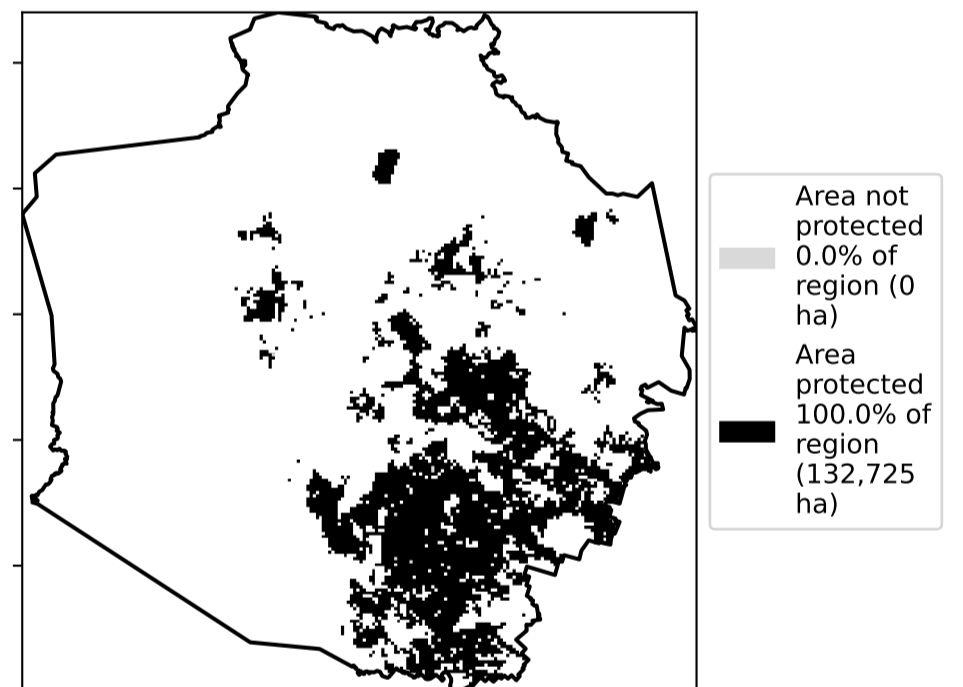 Area not
protected
0.0% of
region (0
ha)
Area
protected
100.0% of
region
(132,725
ha)